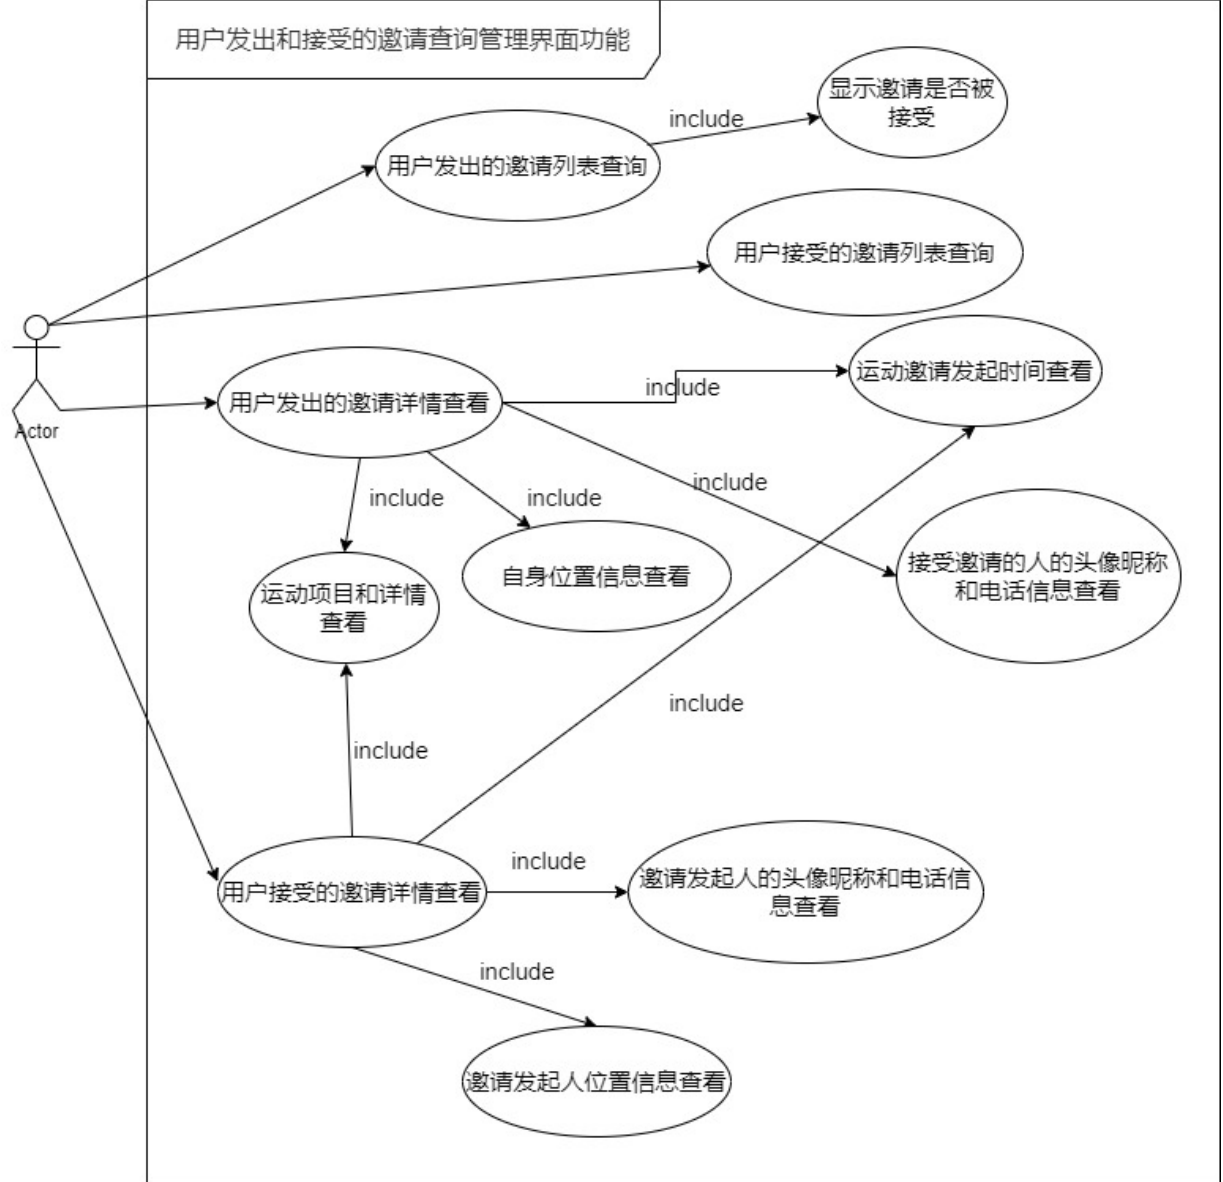 用户发出和接受的邀请查询管理界面功能
显示邀请是否被
接受
include
用户发出的邀请列表查询
用户接受的邀请列表查询
运动邀请发起时间查看
include
用户发出的邀请详情查看
Actor
include
include
include
接受邀请的人的头像昵称
和电话信息查看
自身位置信息查看
运动项目和详情
查看
include
include
include
邀请发起人的头像昵称和电话信
息查看
用户接受的邀请详情查看
include
邀请发起人位置信息查看